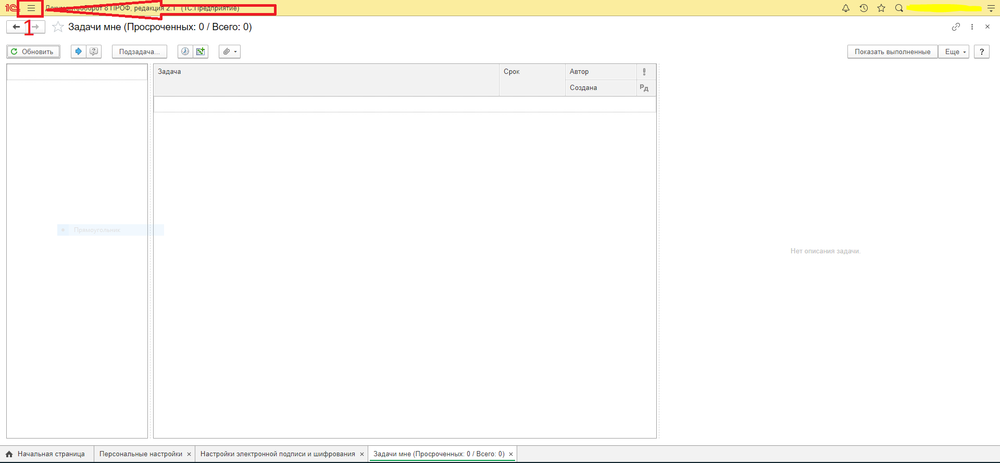 1С Документооборот 8 ПРОФ, редакция 2.1 (1С:Предприятие)
1
Задачи мне (Просроченных: 0 / Всего: 0)
Обновить
Подзадача...
Показать выполненные
Еще
?
Задача
Срок
Автор
Создана
Рд
Прямоугольник
Нет описания задачи.
Начальная страница
Персональные настройки
Настройки электронной подписи и шифрования
Задачи мне (Просроченных: 0 / Всего: 0)